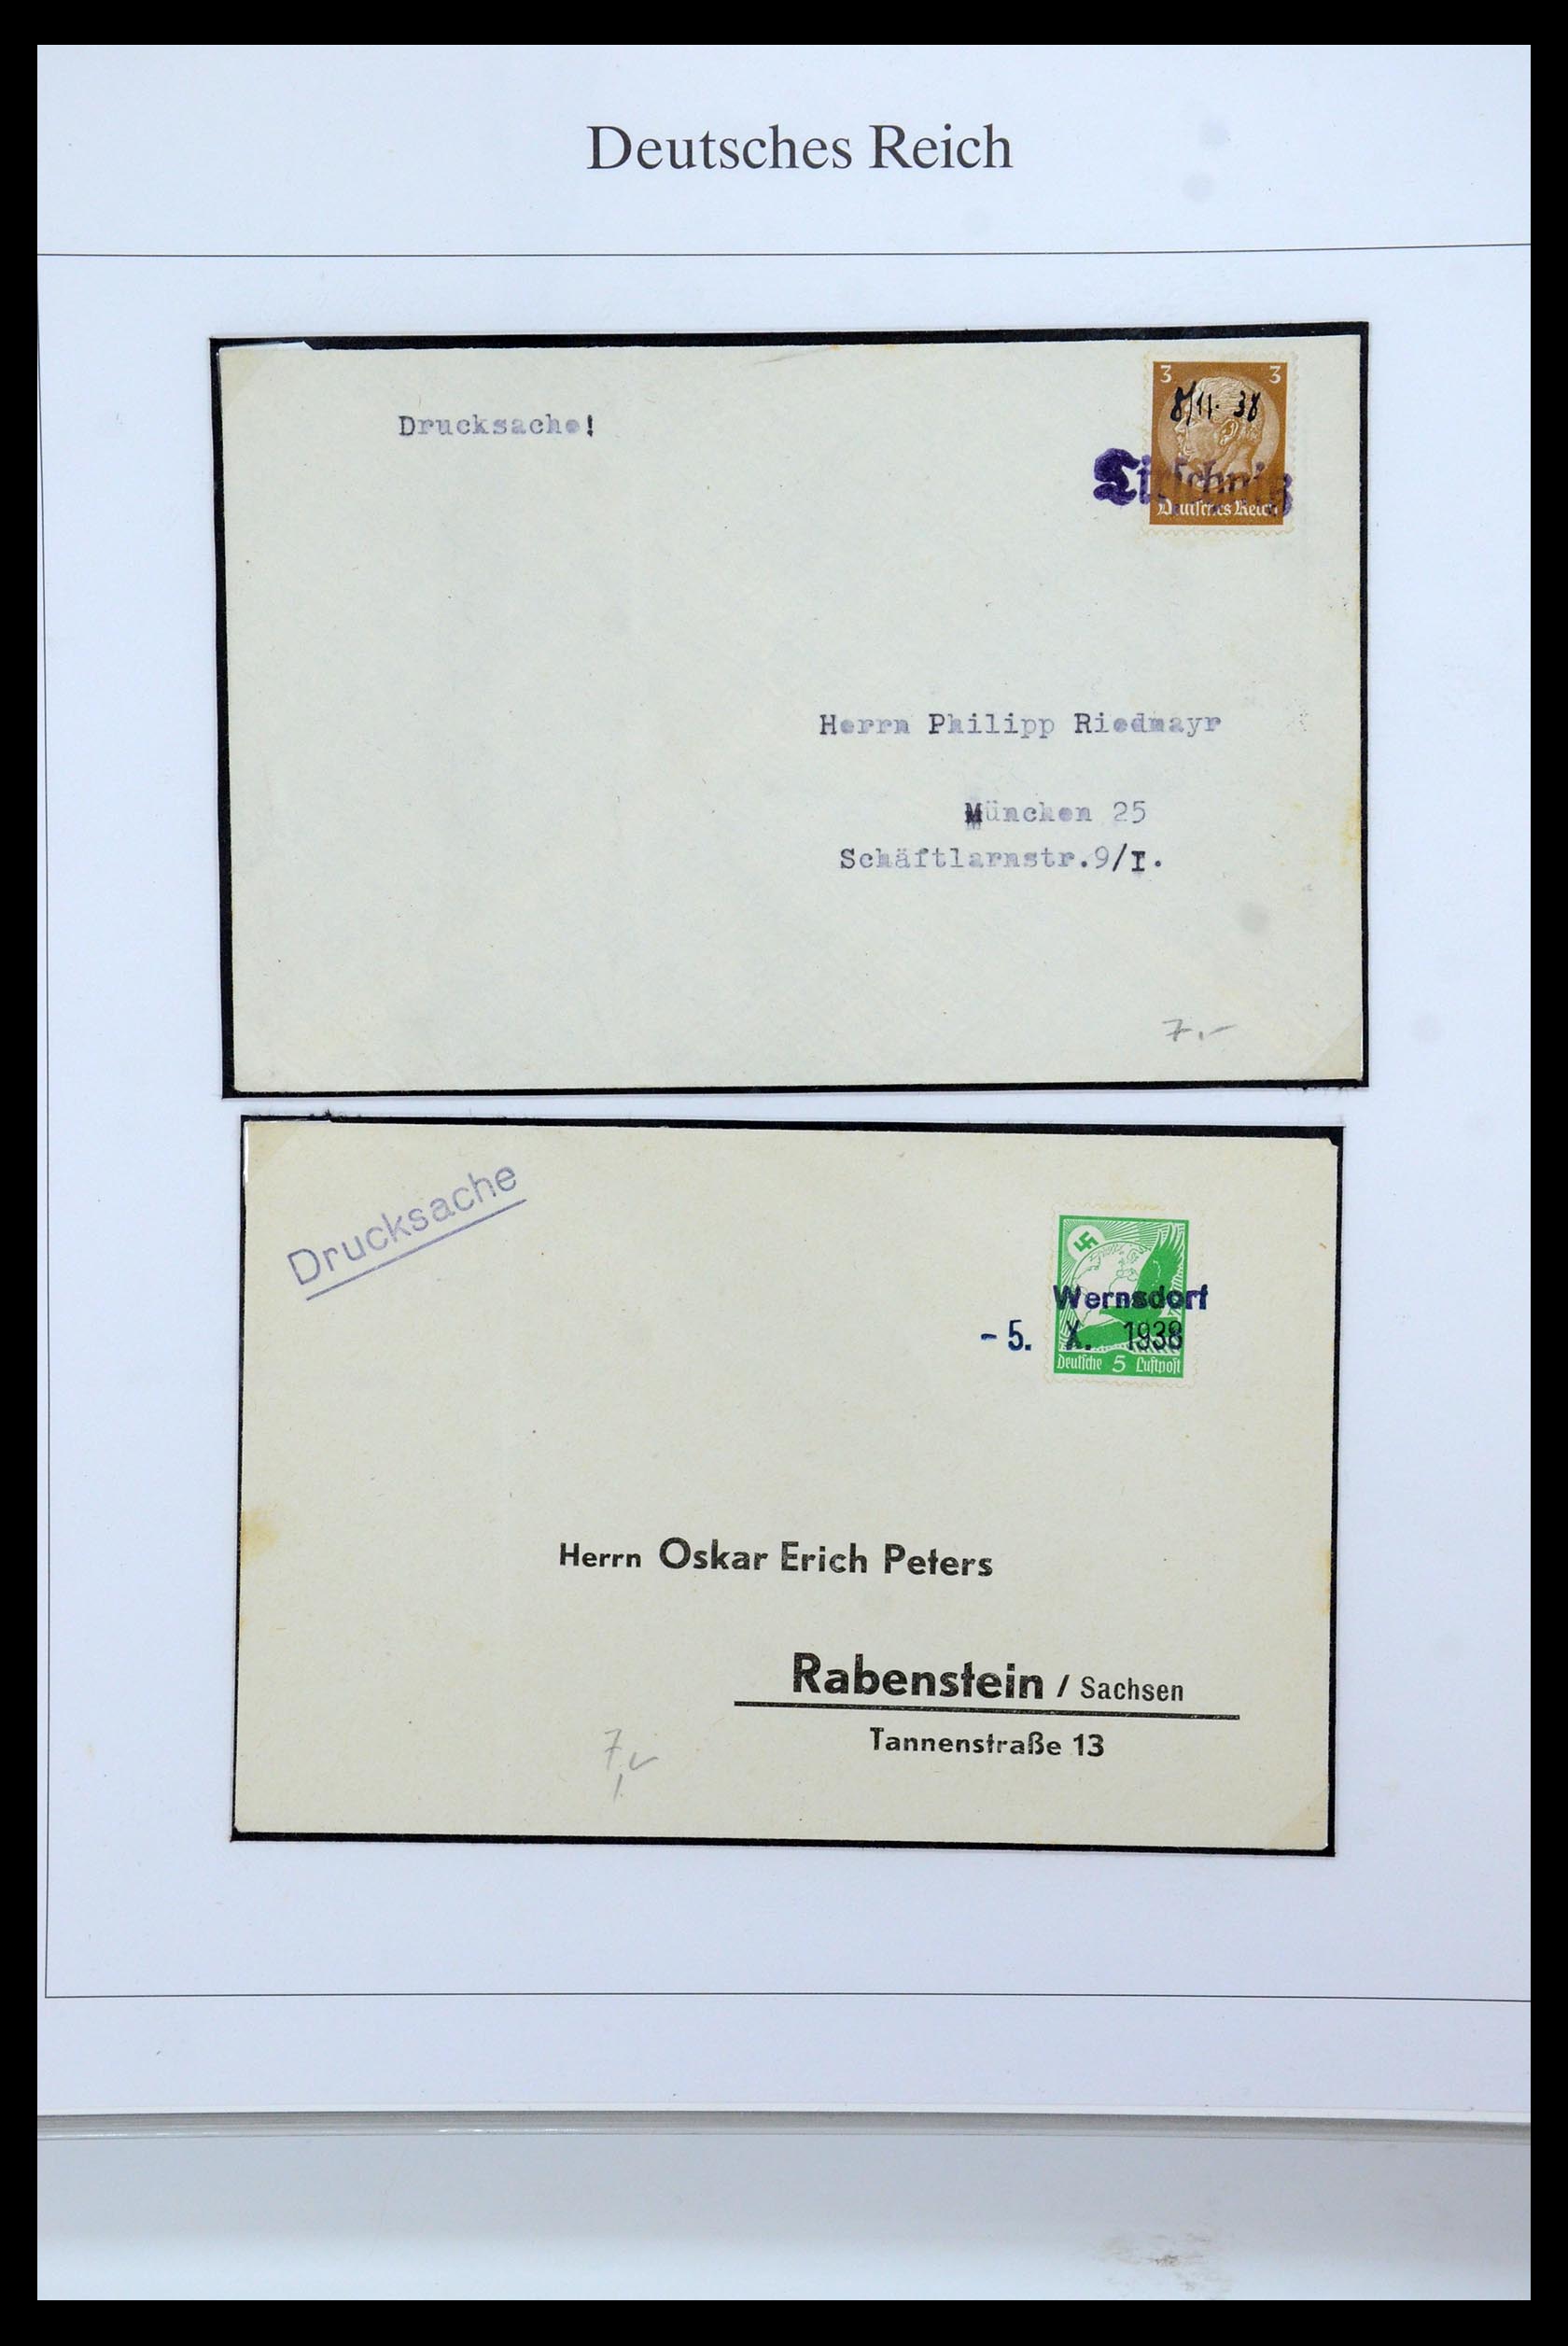 Deutsches Reich
Drucksache!
3 3
8/11. 38
Deutsches Reich
Herrn Philipp Riedmayr
München 25
Schäftlarnstr.9/I.
7.-
Drucksache
Wernsdorf
- 5. X. 1938
Deutsche 5 Luftpost
Herrn Oskar Erich Peters
Rabenstein / Sachsen
Tannenstraße 13